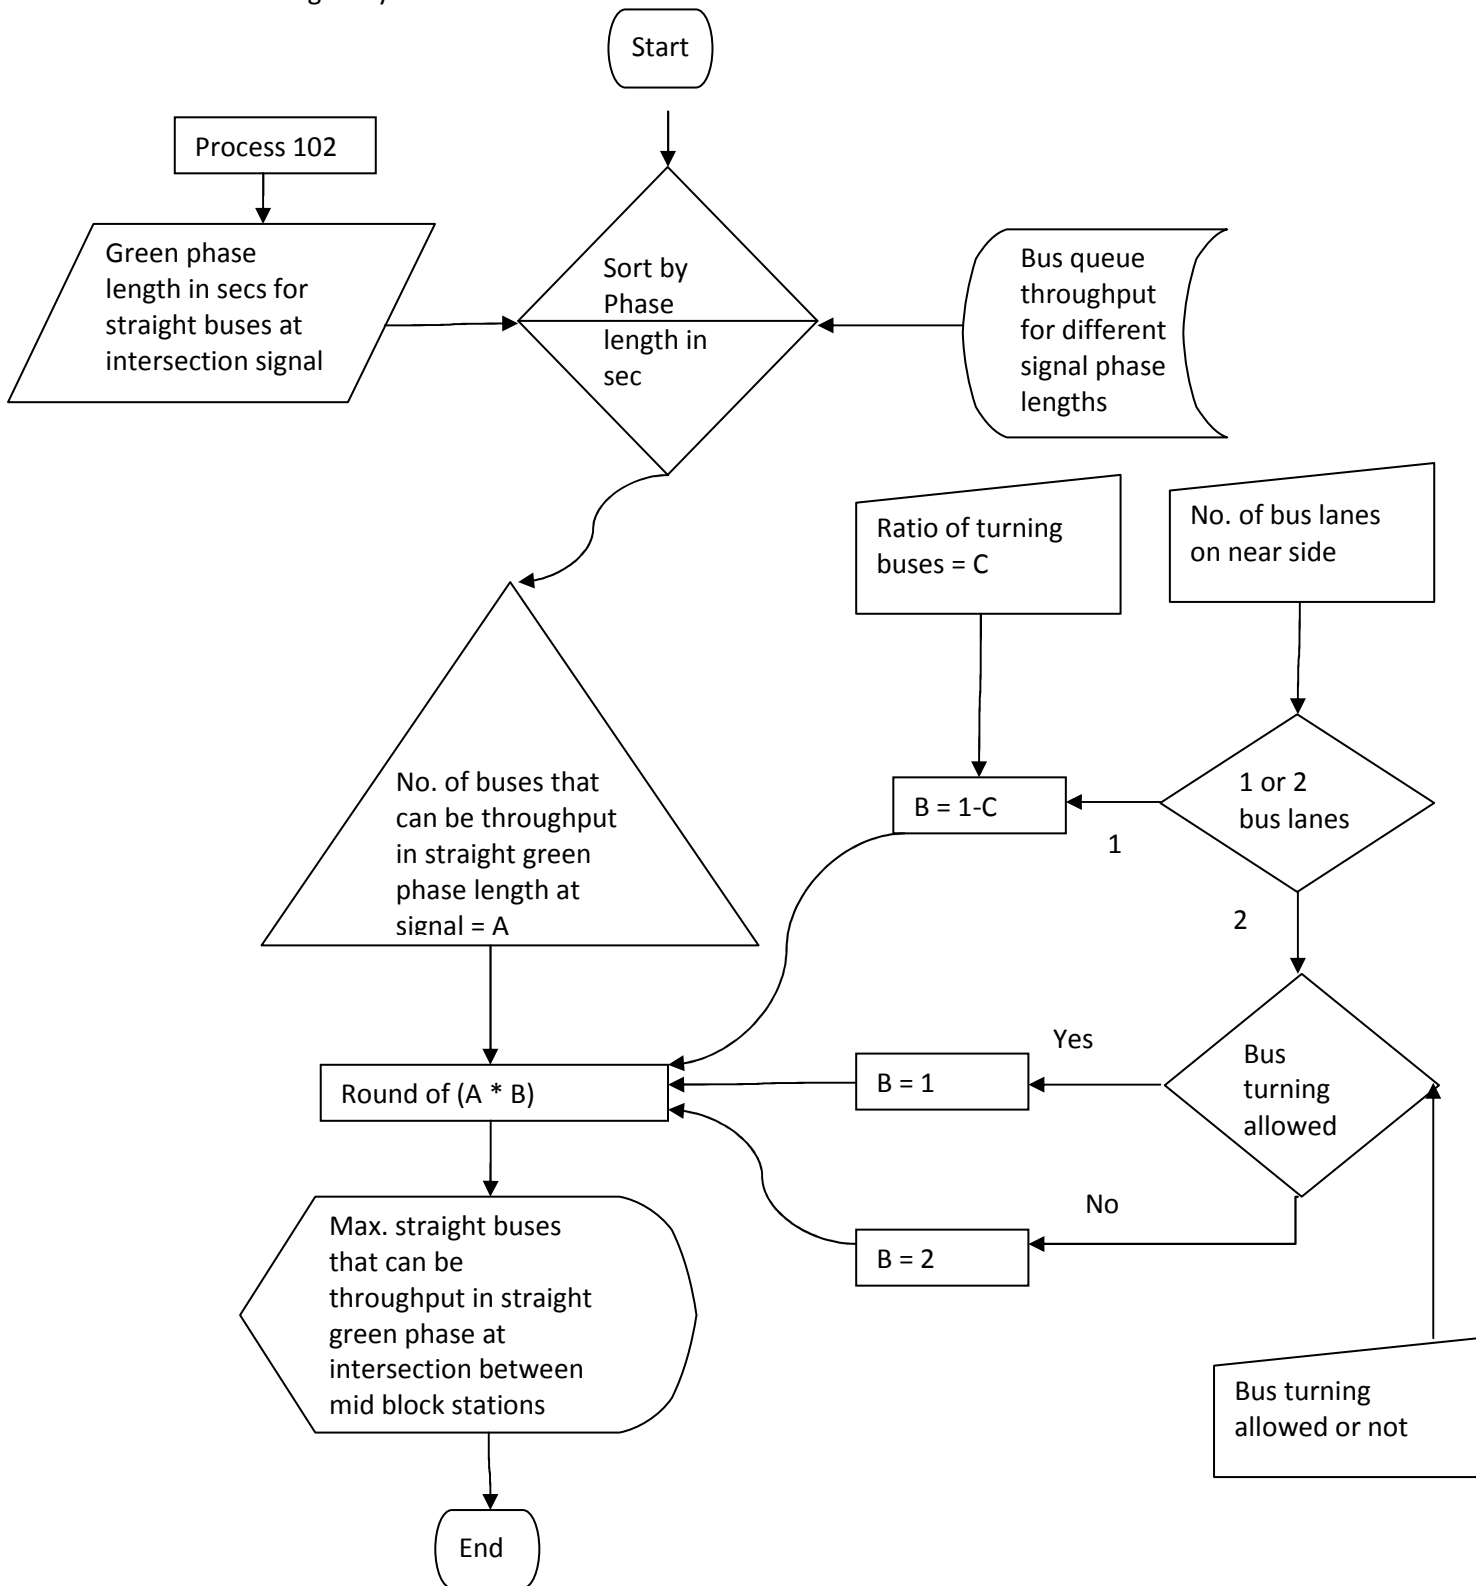 Start
Process 102
Green phase
length in secs for
straight buses at
intersection signal
Sort by
Phase
length in
sec
Bus queue
throughput
for different
signal phase
lengths
Ratio of turning
buses = C
No. of bus lanes
on near side
No. of buses that
can be throughput
in straight green
phase length at
signal = A
B = 1-C
1
1 or 2
bus lanes
2
Round of (A * B)
B = 1
Yes
Bus
turning
allowed
No
B = 2
Max. straight buses
that can be
throughput in straight
green phase at
intersection between
mid block stations
Bus turning
allowed or not
End